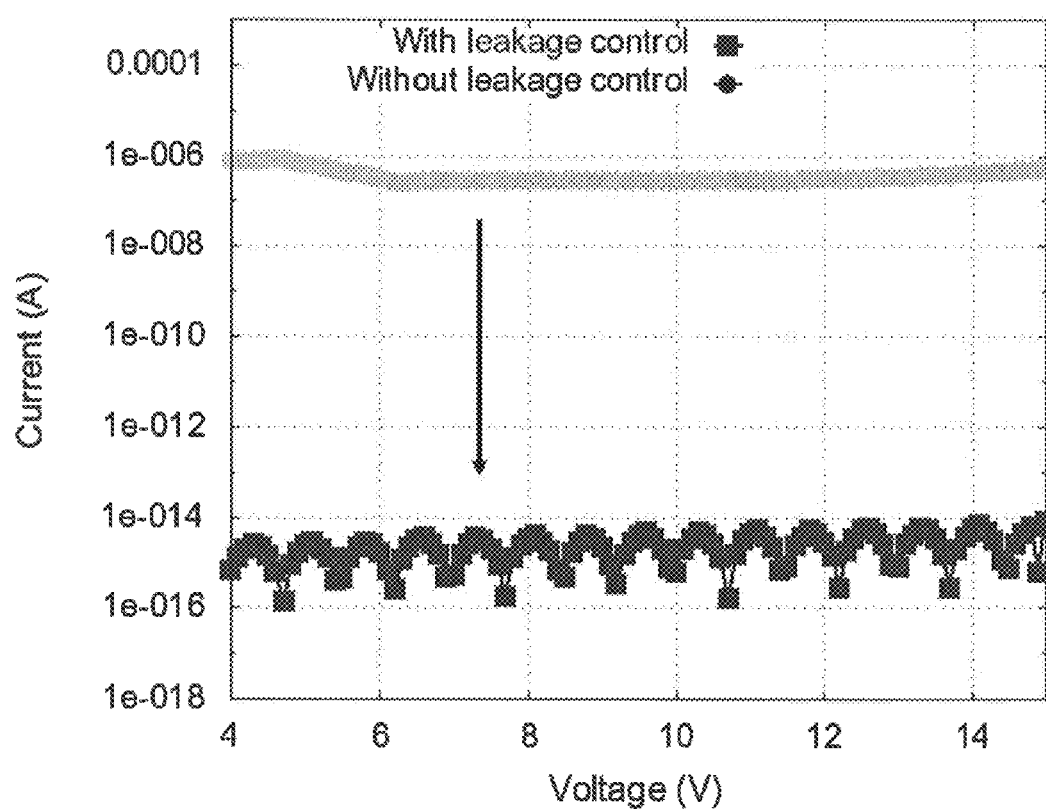 With leakage control
Without leakage control
0.0001
1e-006
1e-008
1e-010
1e-012
1e-014
1e-016
1e-018
4 6 8 10 12 14
Current (A)
Voltage (V)